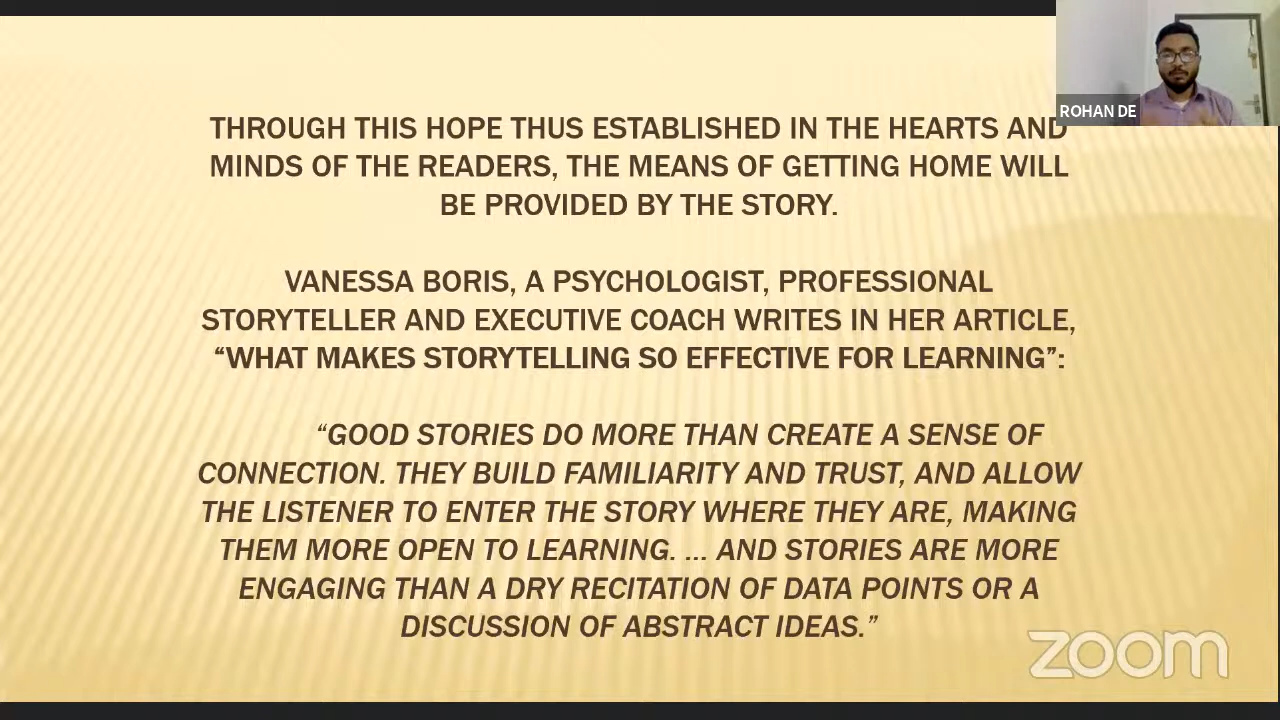 ROHAN DE
THROUGH THIS HOPE THUS ESTABLISHED IN THE HEARTS AND
MINDS OF THE READERS, THE MEANS OF GETTING HOME WILL
BE PROVIDED BY THE STORY.
VANESSA BORIS, A PSYCHOLOGIST, PROFESSIONAL
STORYTELLER AND EXECUTIVE COACH WRITES IN HER ARTICLE,
“WHAT MAKES STORYTELLING SO EFFECTIVE FOR LEARNING”:
“GOOD STORIES DO MORE THAN CREATE A SENSE OF
CONNECTION. THEY BUILD FAMILIARITY AND TRUST, AND ALLOW
THE LISTENER TO ENTER THE STORY WHERE THEY ARE, MAKING
THEM MORE OPEN TO LEARNING. ... AND STORIES ARE MORE
ENGAGING THAN A DRY RECITATION OF DATA POINTS OR A
DISCUSSION OF ABSTRACT IDEAS.”
zoom